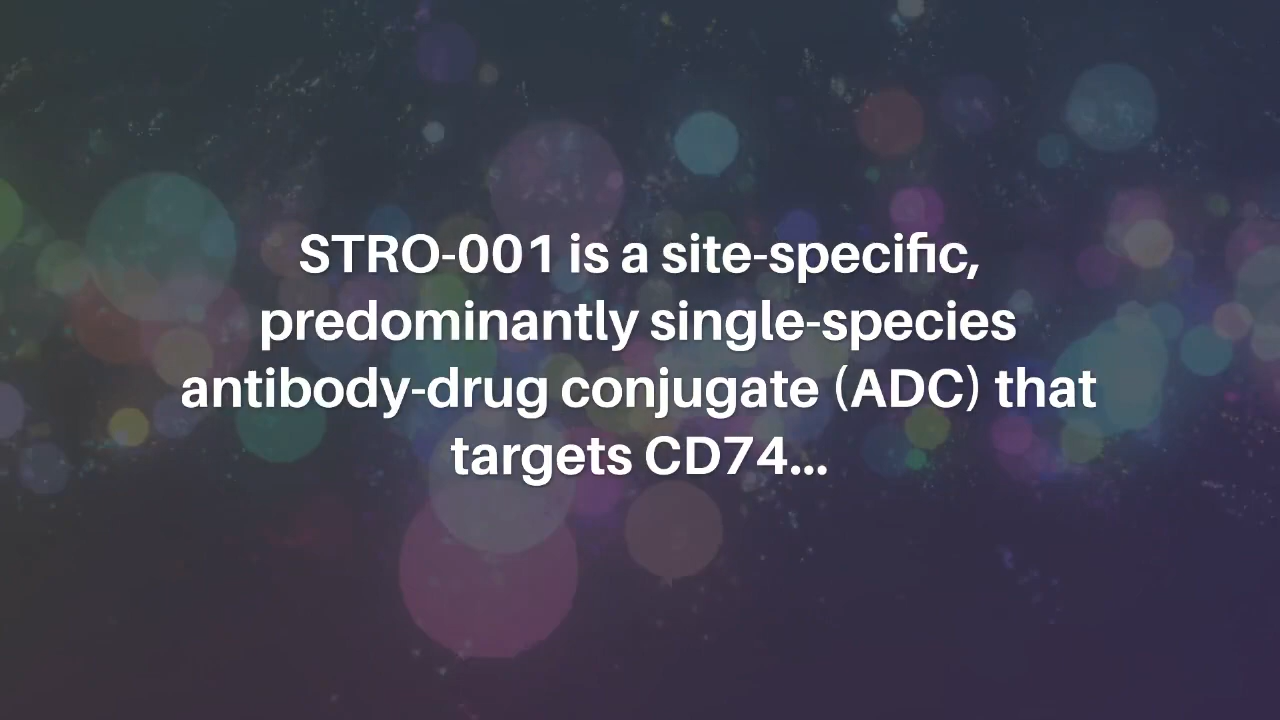 STRO-001 is a site-specific,
predominantly single-species
antibody-drug conjugate (ADC) that
targets CD74...